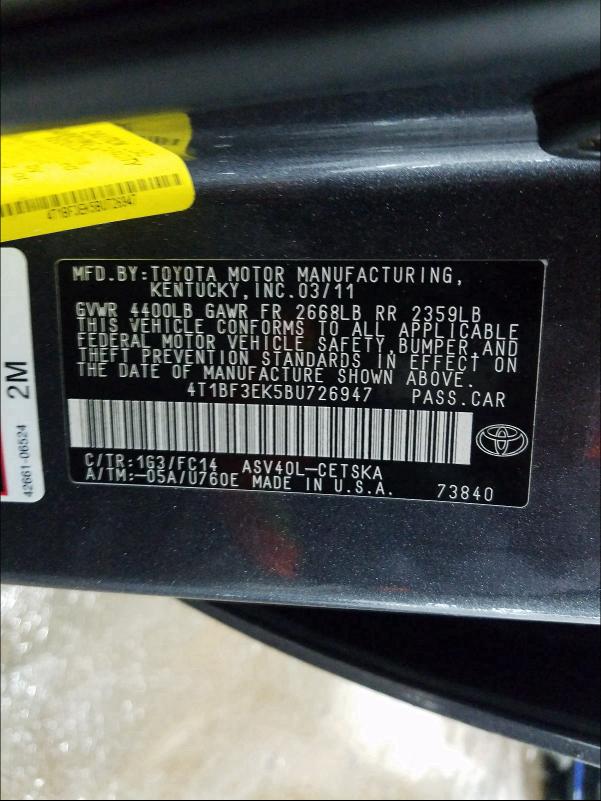 4T1BF3EK5BU726947
MFD.BY:TOYOTA MOTOR MANUFACTURING,
KENTUCKY,INC.03/11
GVWR 4400LB GAWR FR 2668LB RR 2359LB
THIS VEHICLE CONFORMS TO ALL APPLICABLE
FEDERAL MOTOR VEHICLE SAFETY,BUMPER,AND
THEFT PREVENTION STANDARDS IN EFFECT ON
THE DATE OF MANUFACTURE SHOWN ABOVE.
4T1BF3EK5BU726947 PASS.CAR
C/TR:1G3/FC14 ASV40L-CETSKA
A/TM:-05A/U760E MADE IN U.S.A. 73840
2M
42661-06524